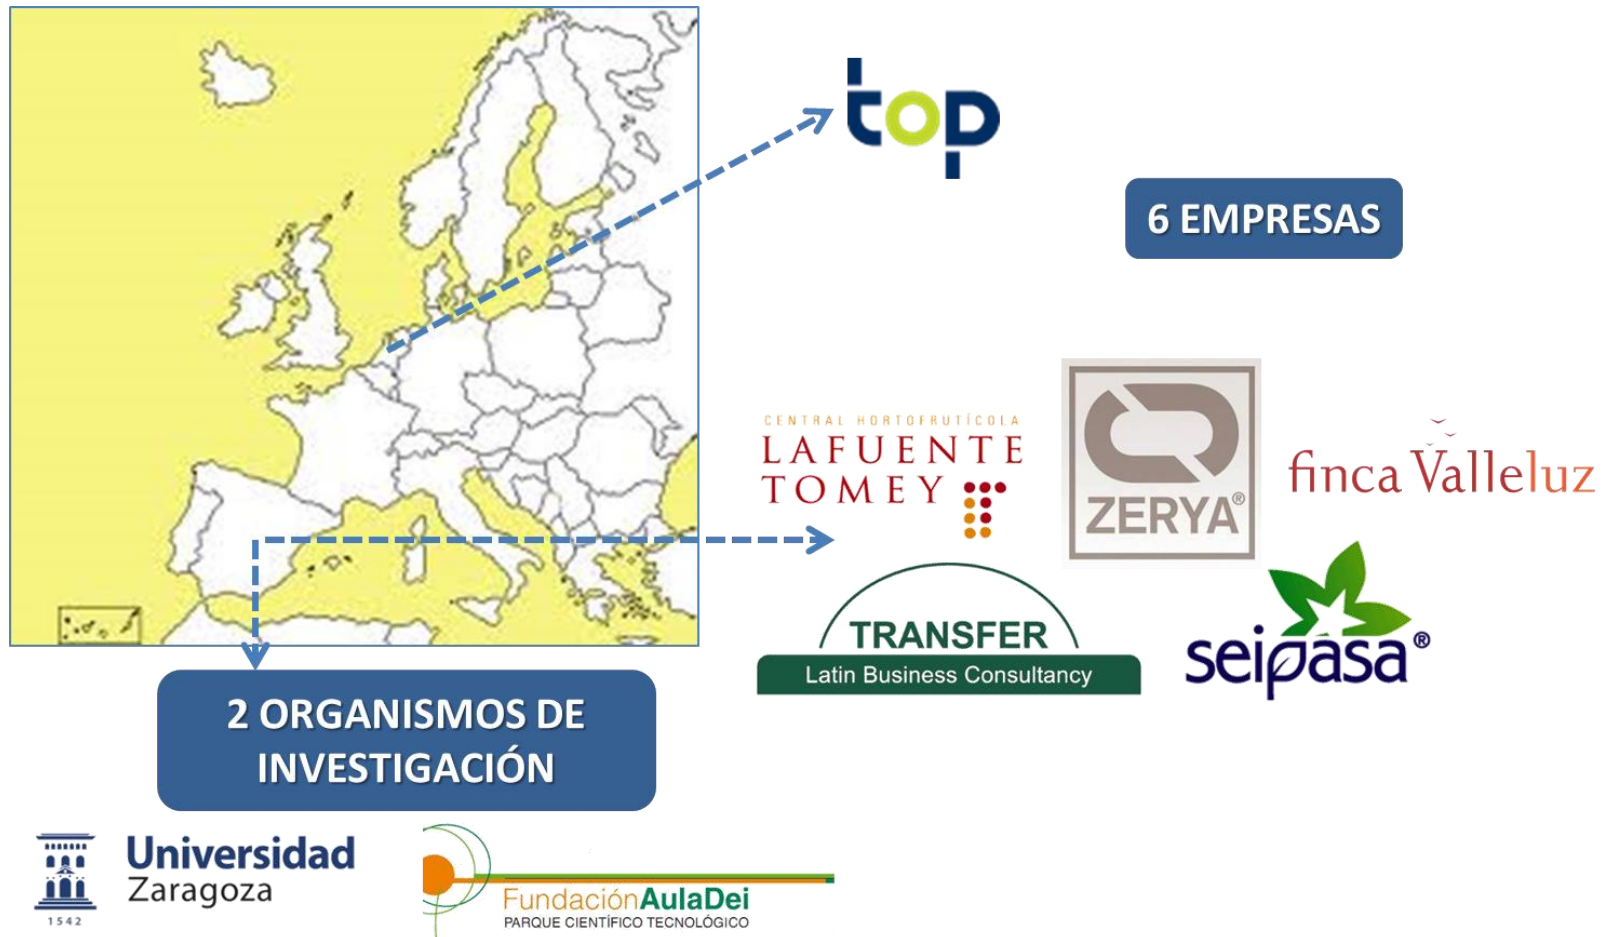 top
6 EMPRESAS
CENTRAL HORTOFRUTÍCOLA
LAFUENTE
TOMEY
ZERYA®
finca Valleluz
TRANSFER
Latin Business Consultancy
seipasa®
2 ORGANISMOS DE
INVESTIGACIÓN
Universidad
Zaragoza
1542
FundaciónAulaDei
PARQUE CIENTÍFICO TECNOLÓGICO